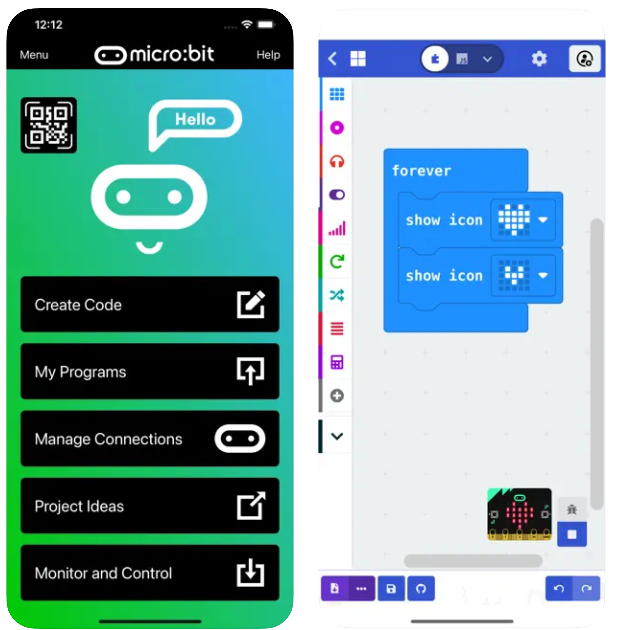 12:12
Menu
micro:bit
Help
Hello
Create Code
My Programs
Manage Connections
Project Ideas
Monitor and Control
forever
show icon
show icon